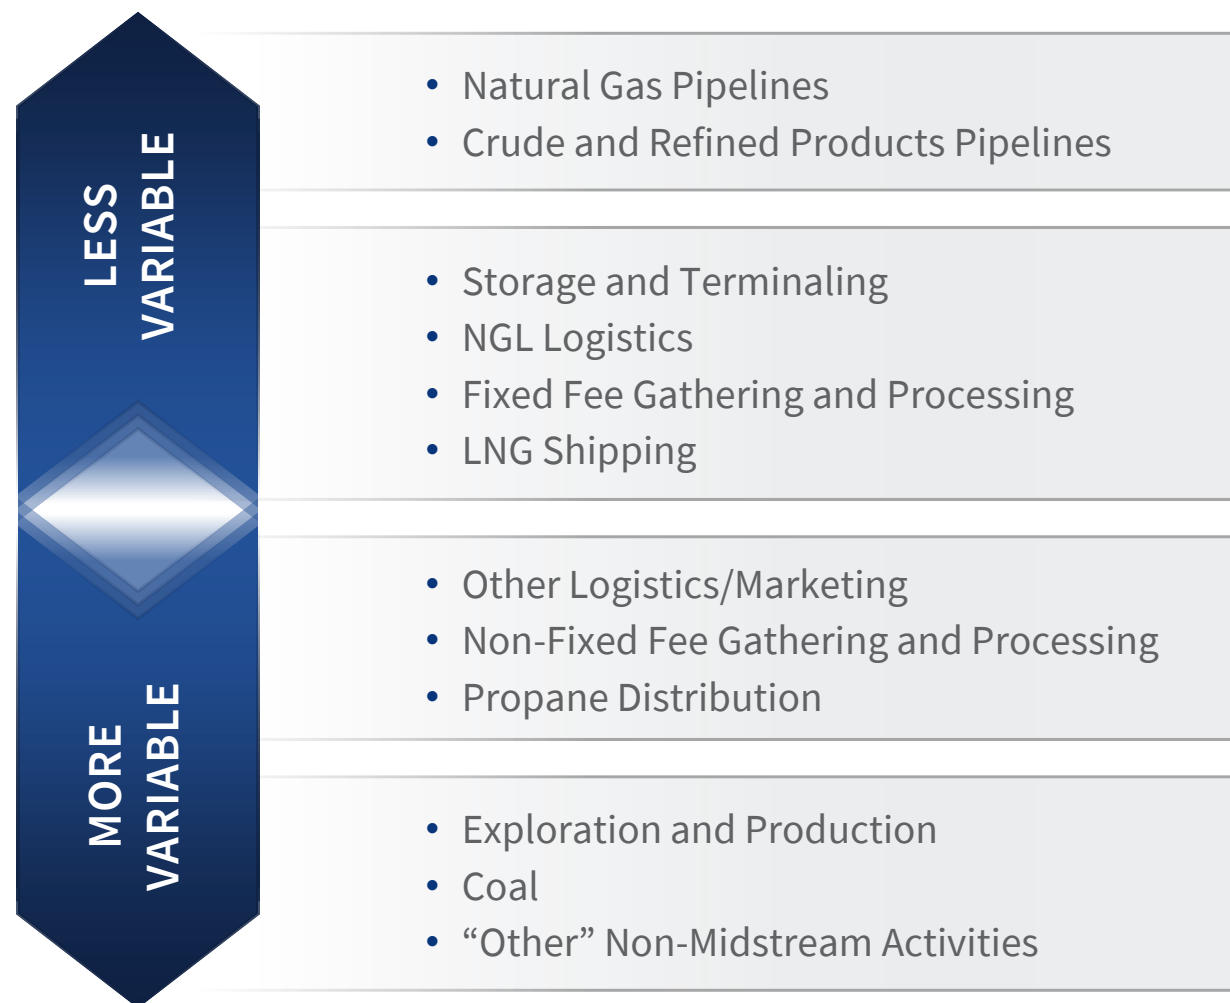 LESS
VARIABLE
• Natural Gas Pipelines
• Crude and Refined Products Pipelines
• Storage and Terminaling
• NGL Logistics
• Fixed Fee Gathering and Processing
• LNG Shipping
MORE
VARIABLE
• Other Logistics/Marketing
• Non-Fixed Fee Gathering and Processing
• Propane Distribution
• Exploration and Production
• Coal
• “Other” Non-Midstream Activities